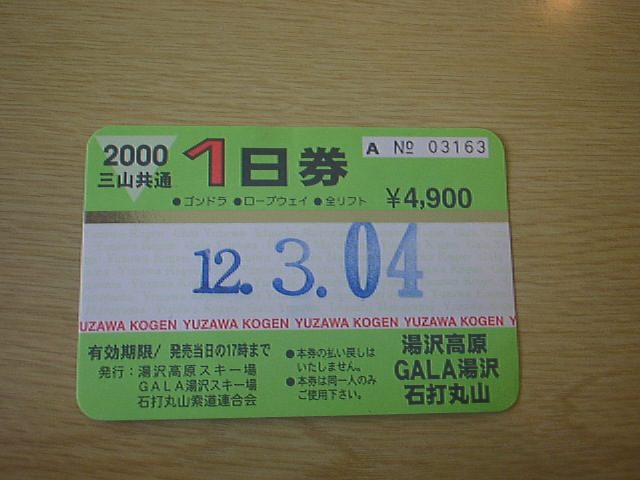 2000
三山共通
1日券
A № 03163
●ゴンドラ ●ロープウェイ ●全リフト
¥4,900
12. 3. 04
UZAWA KOGEN YUZAWA KOGEN YUZAWA KOGEN YUZAWA KOGEN Y
有効期限/ 発売当日の17時まで
発行：湯沢高原スキー場
GALA湯沢スキー場
石打丸山索道連合会
●本券の払い戻しは
いたしません。
●本券は同一人のみ
ご使用下さい。
湯沢高原
GALA湯沢
石打丸山